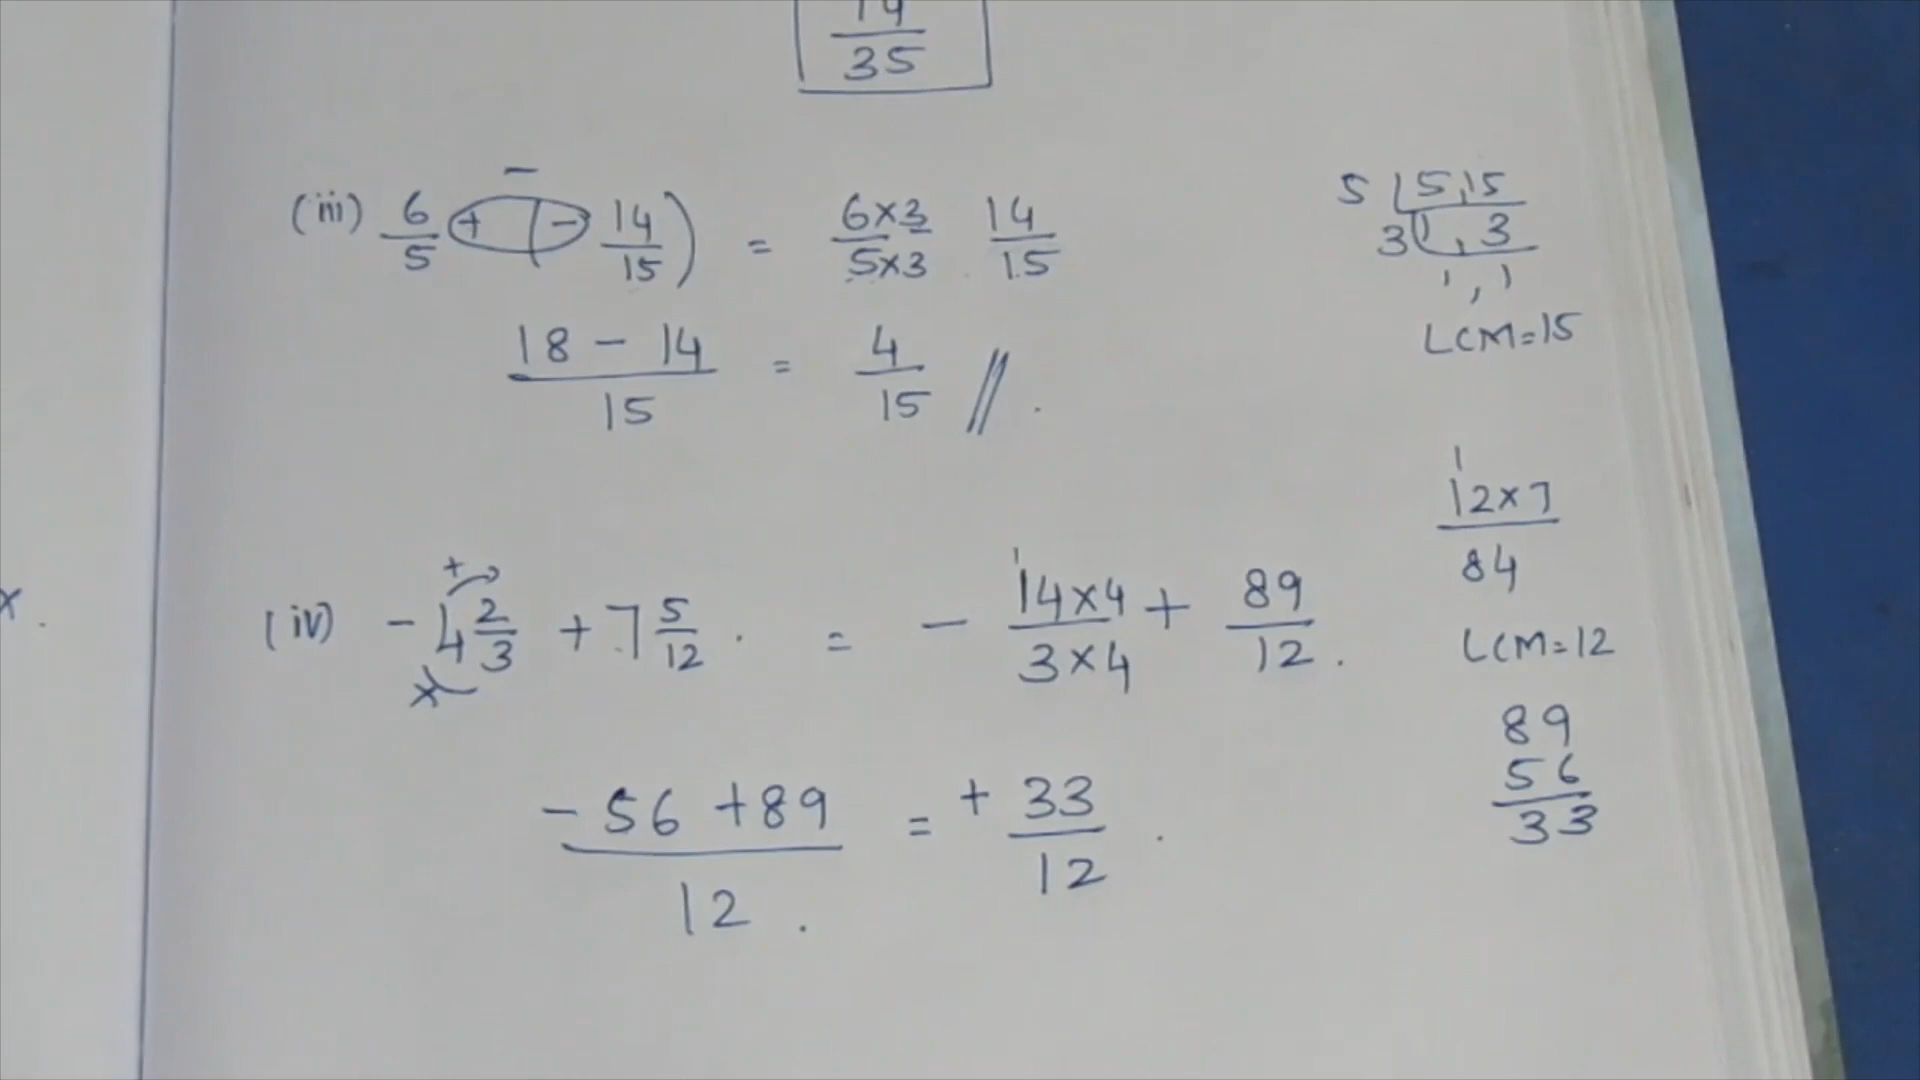 14/35
(iii) 6/5 + (- 14/15) = 6×3/5×3 - 14/15
18 - 14/15 = 4/15 //.
5 | 5, 15
3 | 1, 3
1, 1
LCM=15
(iv) - 4 2/3 + 7 5/12. = - 14×4/3×4 + 89/12.
+
×
1
12×7
84
LCM=12
- 56 + 89/12. = + 33/12.
89
56
33
x.